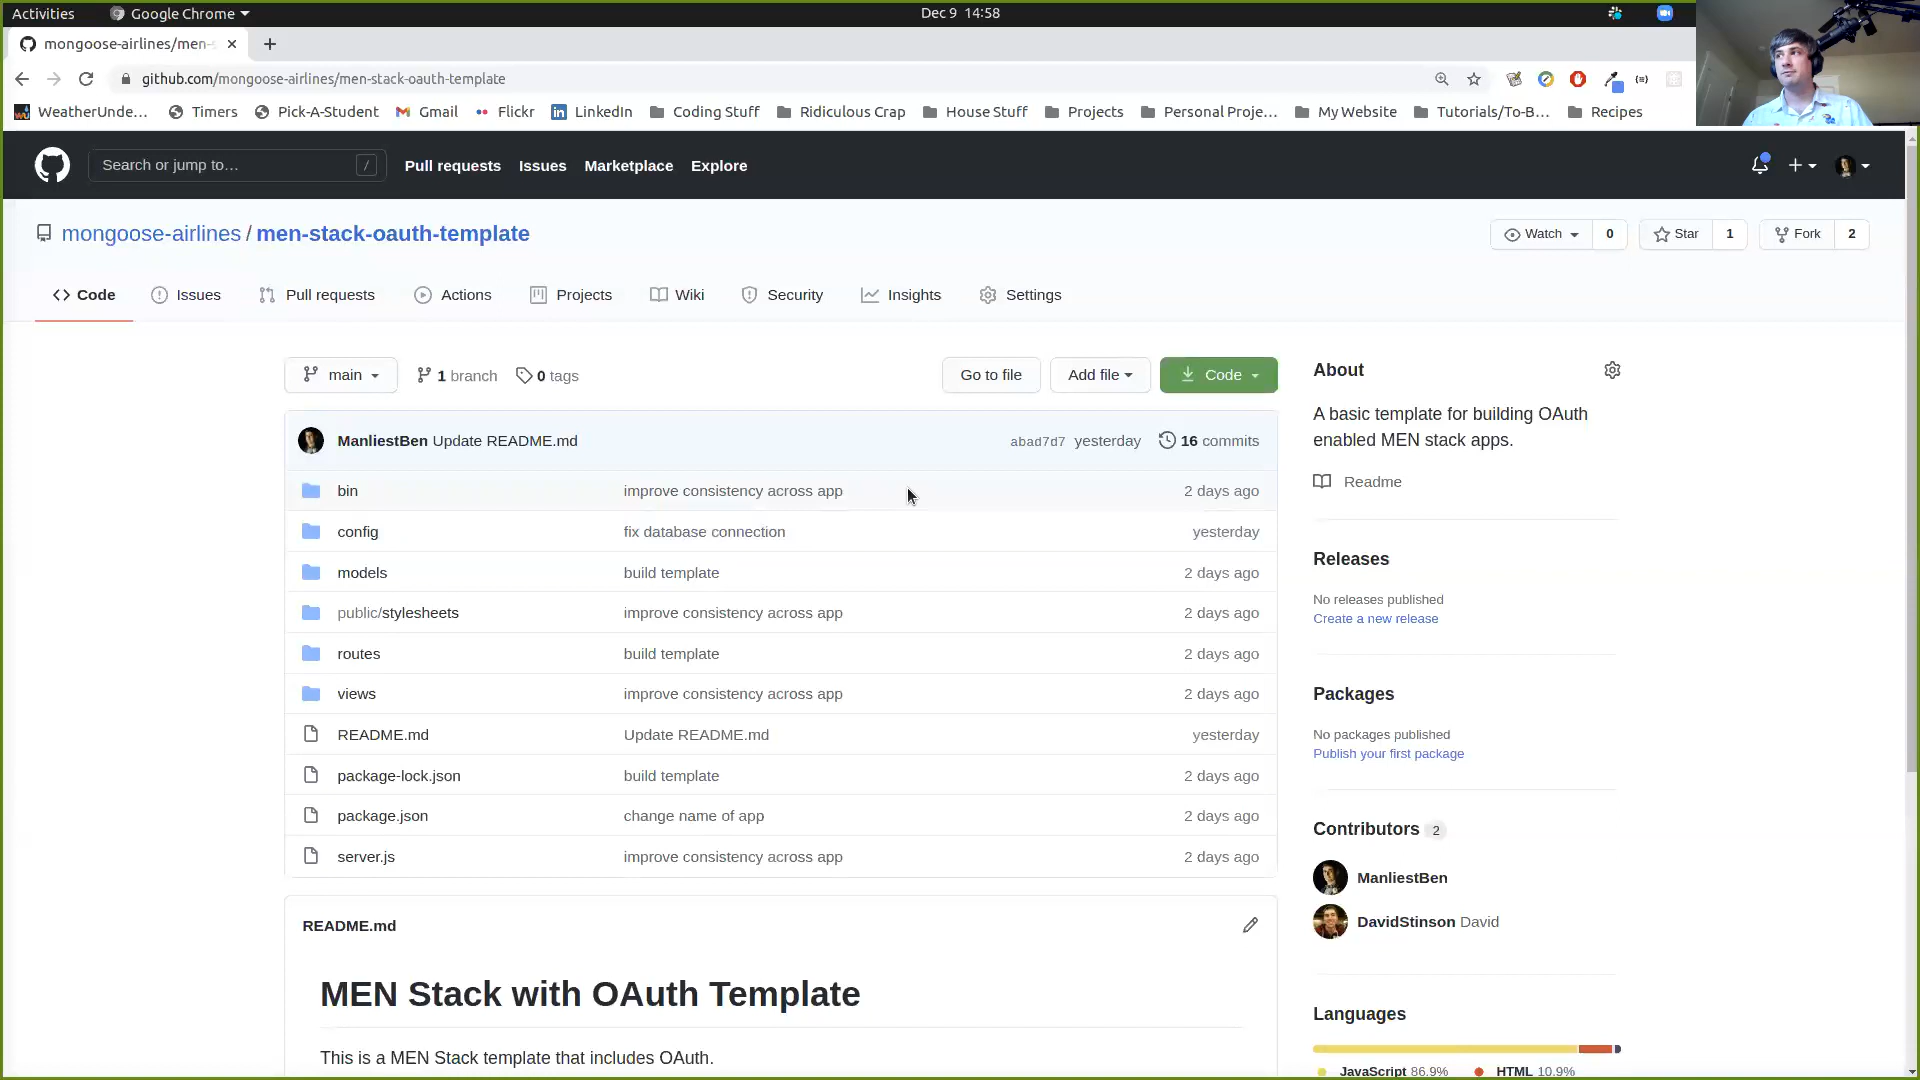 Activities Google Chrome Dec 9 14:58
mongoose-airlines/men-s
github.com/mongoose-airlines/men-stack-oauth-template
WeatherUnde... Timers Pick-A-Student Gmail Flickr LinkedIn Coding Stuff Ridiculous Crap House Stuff Projects Personal Proje... My Website Tutorials/To-B... Recipes
Search or jump to... / Pull requests Issues Marketplace Explore
mongoose-airlines / men-stack-oauth-template Watch 0 Star 1 Fork 2
Code Issues Pull requests Actions Projects Wiki Security Insights Settings
main 1 branch 0 tags Go to file Add file Code
ManliestBen Update README.md abad7d7 yesterday 16 commits
bin improve consistency across app 2 days ago
config fix database connection yesterday
models build template 2 days ago
public/stylesheets improve consistency across app 2 days ago
routes build template 2 days ago
views improve consistency across app 2 days ago
README.md Update README.md yesterday
package-lock.json build template 2 days ago
package.json change name of app 2 days ago
server.js improve consistency across app 2 days ago
README.md
MEN Stack with OAuth Template
This is a MEN Stack template that includes OAuth.
About
A basic template for building OAuth
enabled MEN stack apps.
Readme
Releases
No releases published
Create a new release
Packages
No packages published
Publish your first package
Contributors 2
ManliestBen
DavidStinson David
Languages
JavaScript 86.9% HTML 10.9%